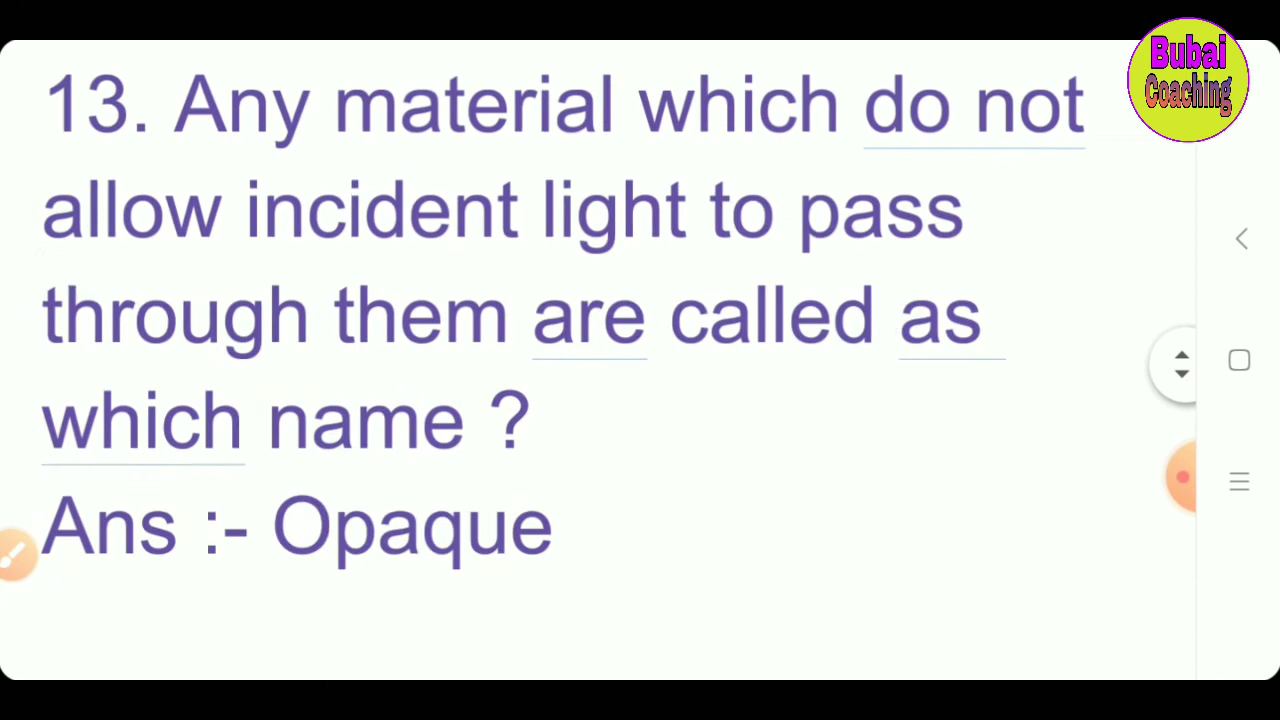 Bubai
Coaching
13. Any material which do not
allow incident light to pass
through them are called as
which name ?
Ans :- Opaque